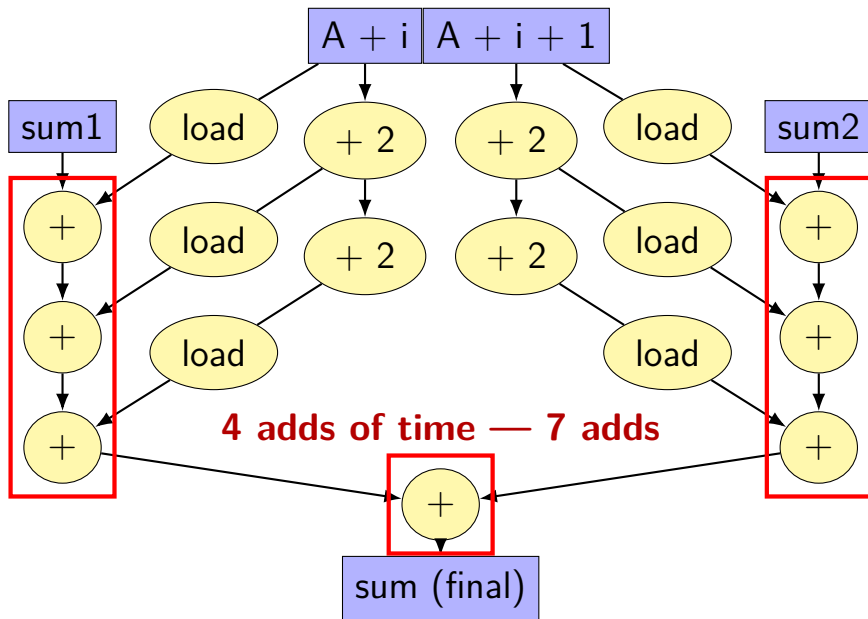 A + i A + i + 1
sum1 load + 2 + 2 load sum2
+ +
load + 2 + 2 load
+ +
load load
4 adds of time — 7 adds
+ +
+
sum (final)